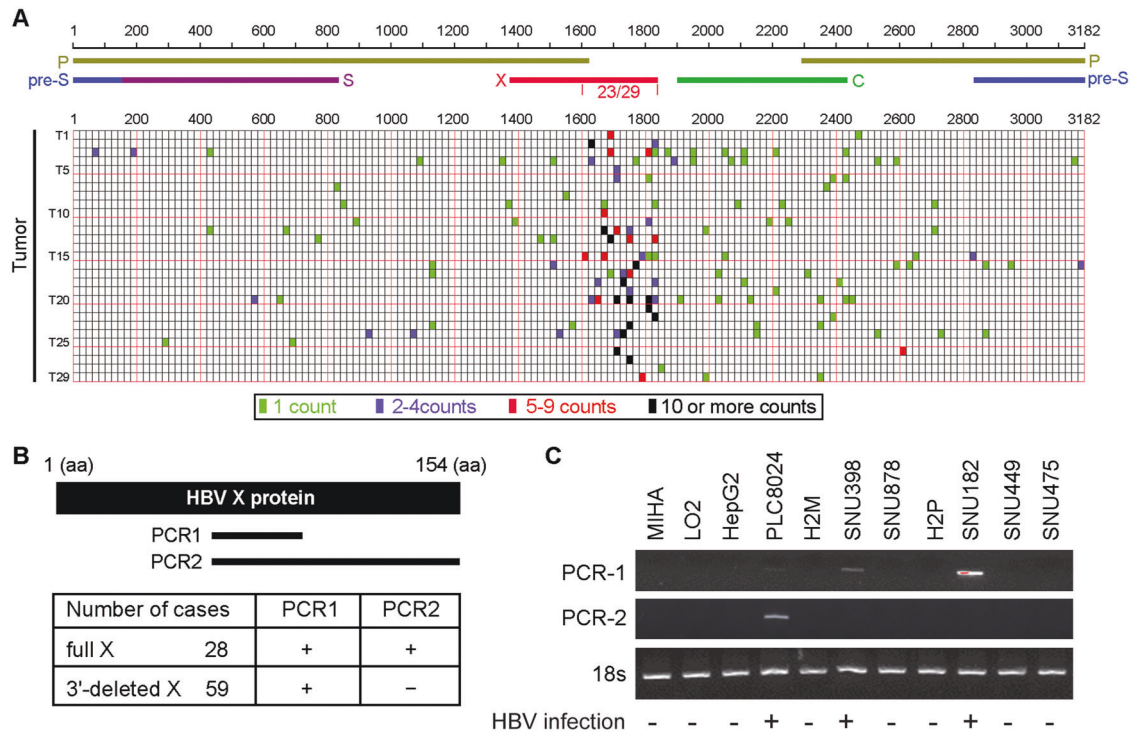 A
1 200 400 600 800 1000 1200 1400 1600 1800 2000 2200 2400 2600 2800 3000 3182
P P
pre-S S X C pre-S
23/29
1 200 400 600 800 1000 1200 1400 1600 1800 2000 2200 2400 2600 2800 3000 3182
Tumor
T1
T5
T10
T15
T20
T25
T29
1 count 2-4counts 5-9 counts 10 or more counts
B
1 (aa) 154 (aa)
HBV X protein
PCR1
PCR2
Number of cases PCR1 PCR2
full X 28 + +
3'-deleted X 59 + −
C
MIHA LO2 HepG2 PLC8024 H2M SNU398 SNU878 H2P SNU182 SNU449 SNU475
PCR-1
PCR-2
18s
HBV infection - - - + - + - - + - -